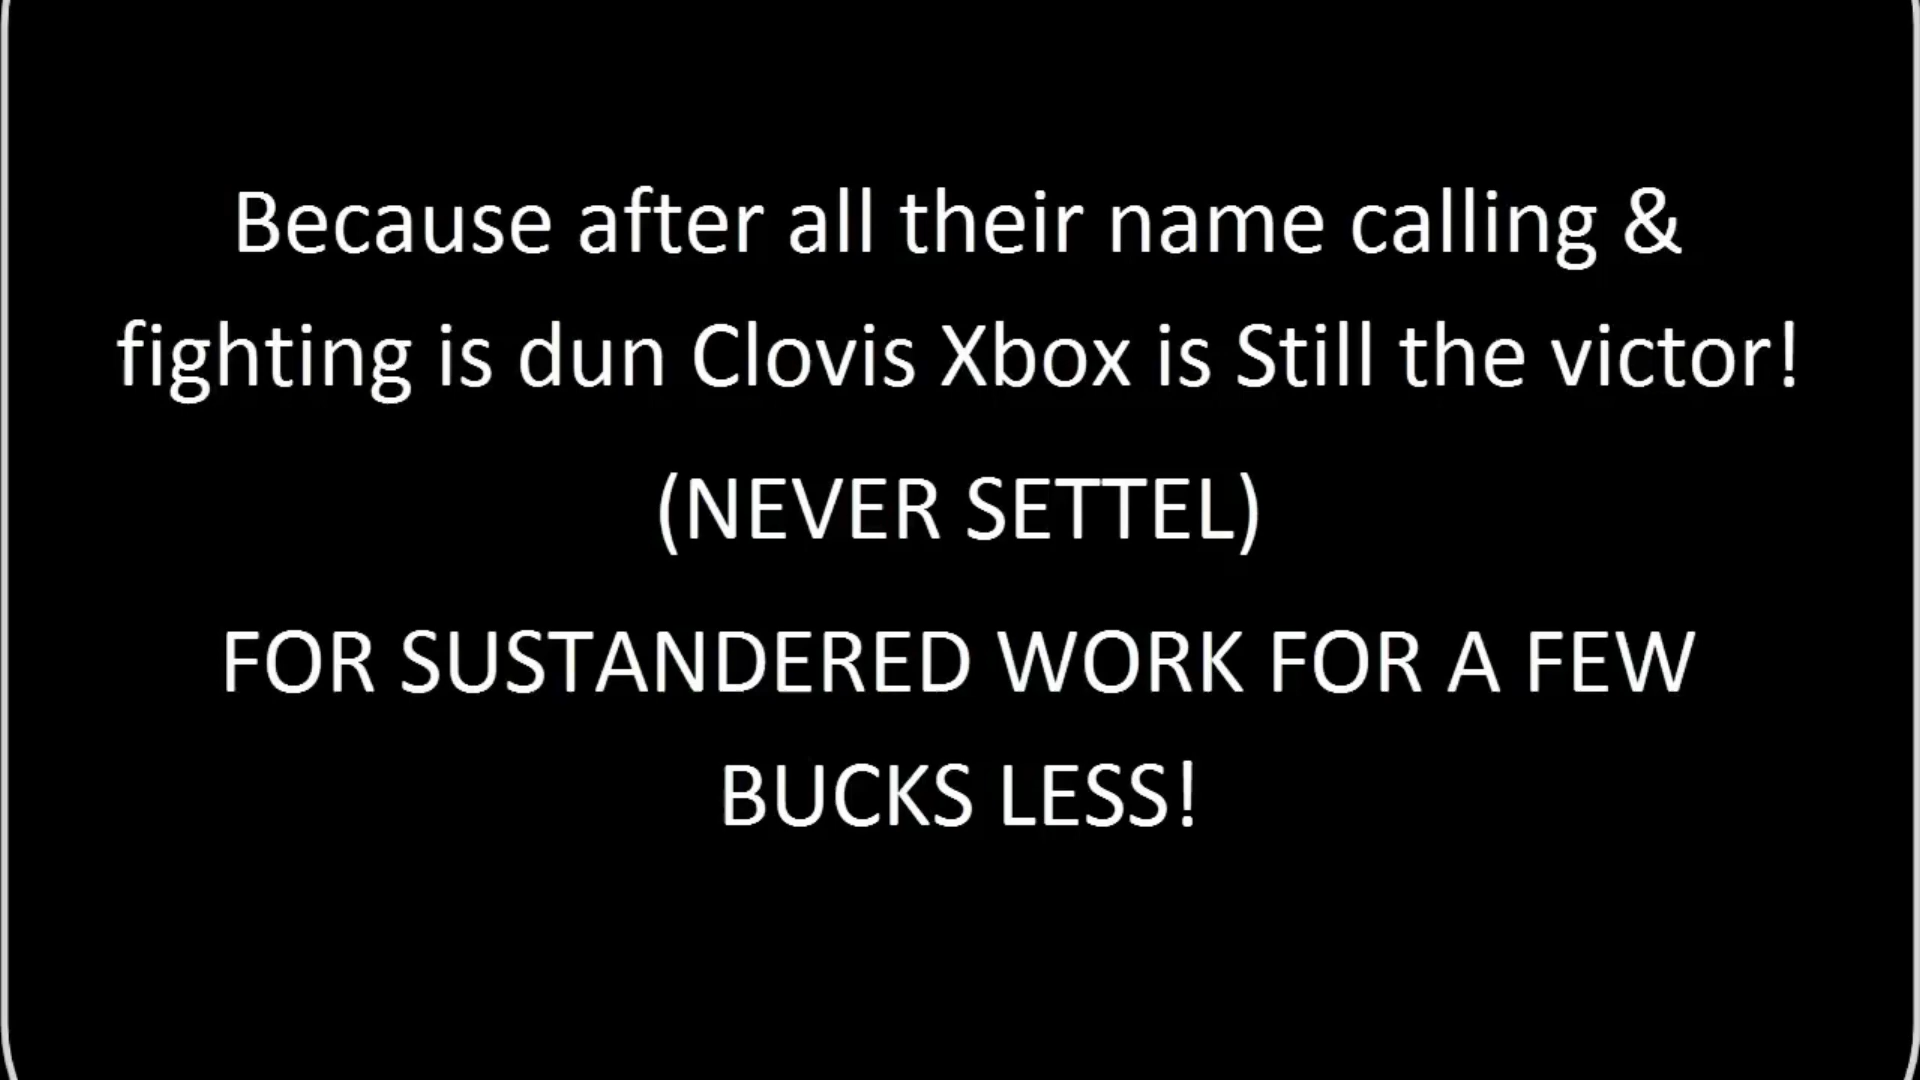 Because after all their name calling &
fighting is dun Clovis Xbox is Still the victor!
(NEVER SETTEL)
FOR SUSTANDERED WORK FOR A FEW
BUCKS LESS!